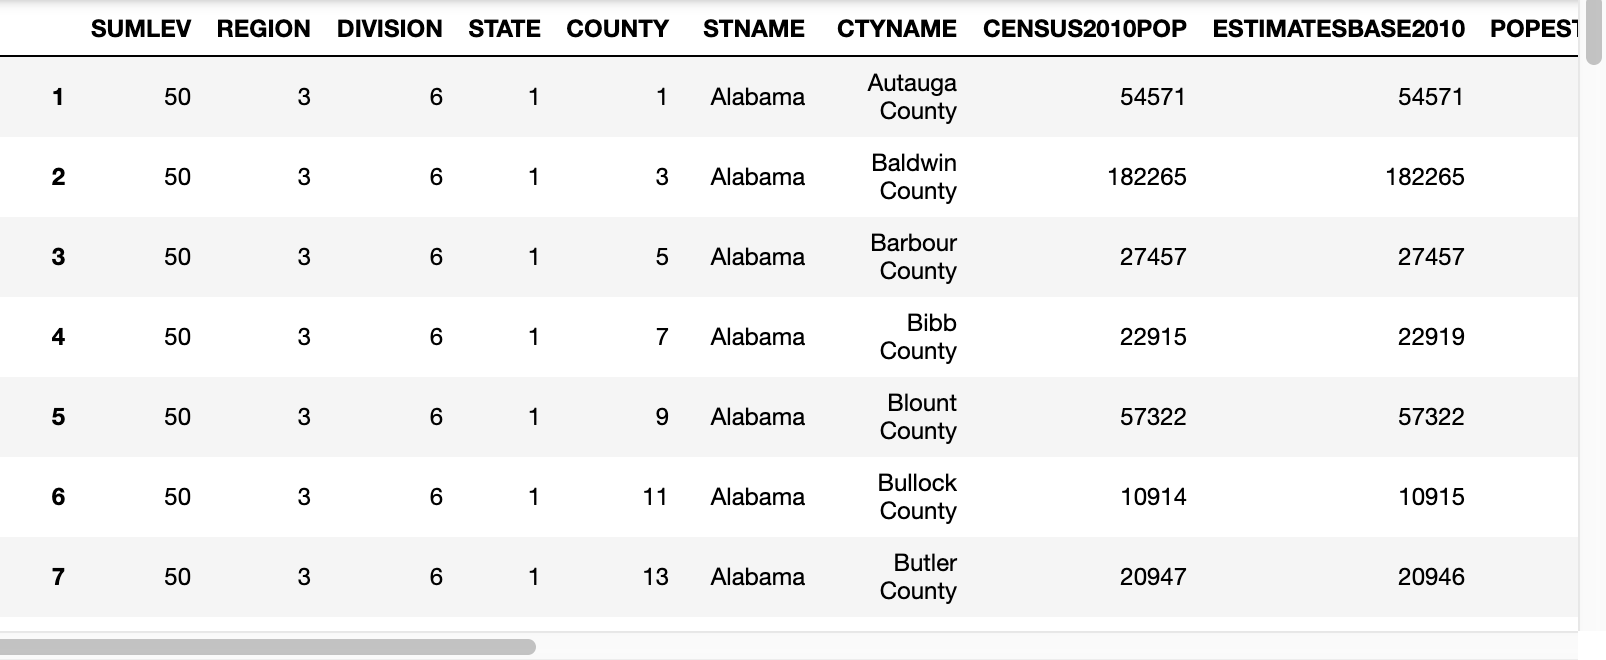 SUMLEV REGION DIVISION STATE COUNTY STNAME CTYNAME CENSUS2010POP ESTIMATESBASE2010 POPEST
1 50 3 6 1 1 Alabama Autauga County 54571 54571
2 50 3 6 1 3 Alabama Baldwin County 182265 182265
3 50 3 6 1 5 Alabama Barbour County 27457 27457
4 50 3 6 1 7 Alabama Bibb County 22915 22919
5 50 3 6 1 9 Alabama Blount County 57322 57322
6 50 3 6 1 11 Alabama Bullock County 10914 10915
7 50 3 6 1 13 Alabama Butler County 20947 20946